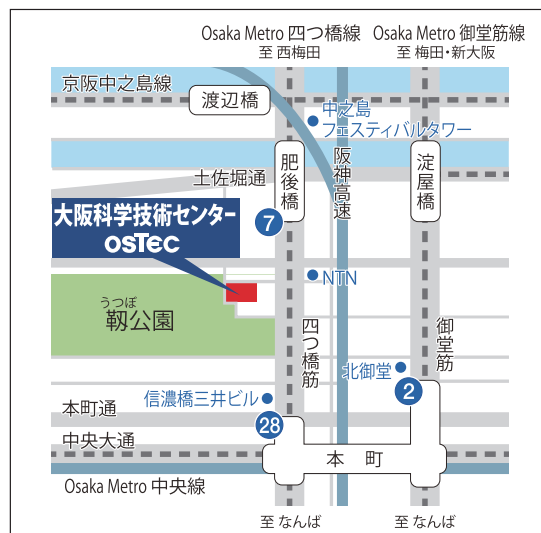 Osaka Metro 四つ橋線
至 西梅田
Osaka Metro 御堂筋線
至 梅田・新大阪
京阪中之島線
渡辺橋
中之島
フェスティバルタワー
肥後橋
阪神高速
淀屋橋
土佐堀通
大阪科学技術センター
OSTEC
7
NTN
うつぼ
靱公園
四つ橋筋
御堂筋
北御堂
2
信濃橋三井ビル
本町通
28
中央大通
本町
Osaka Metro 中央線
至 なんば
至 なんば